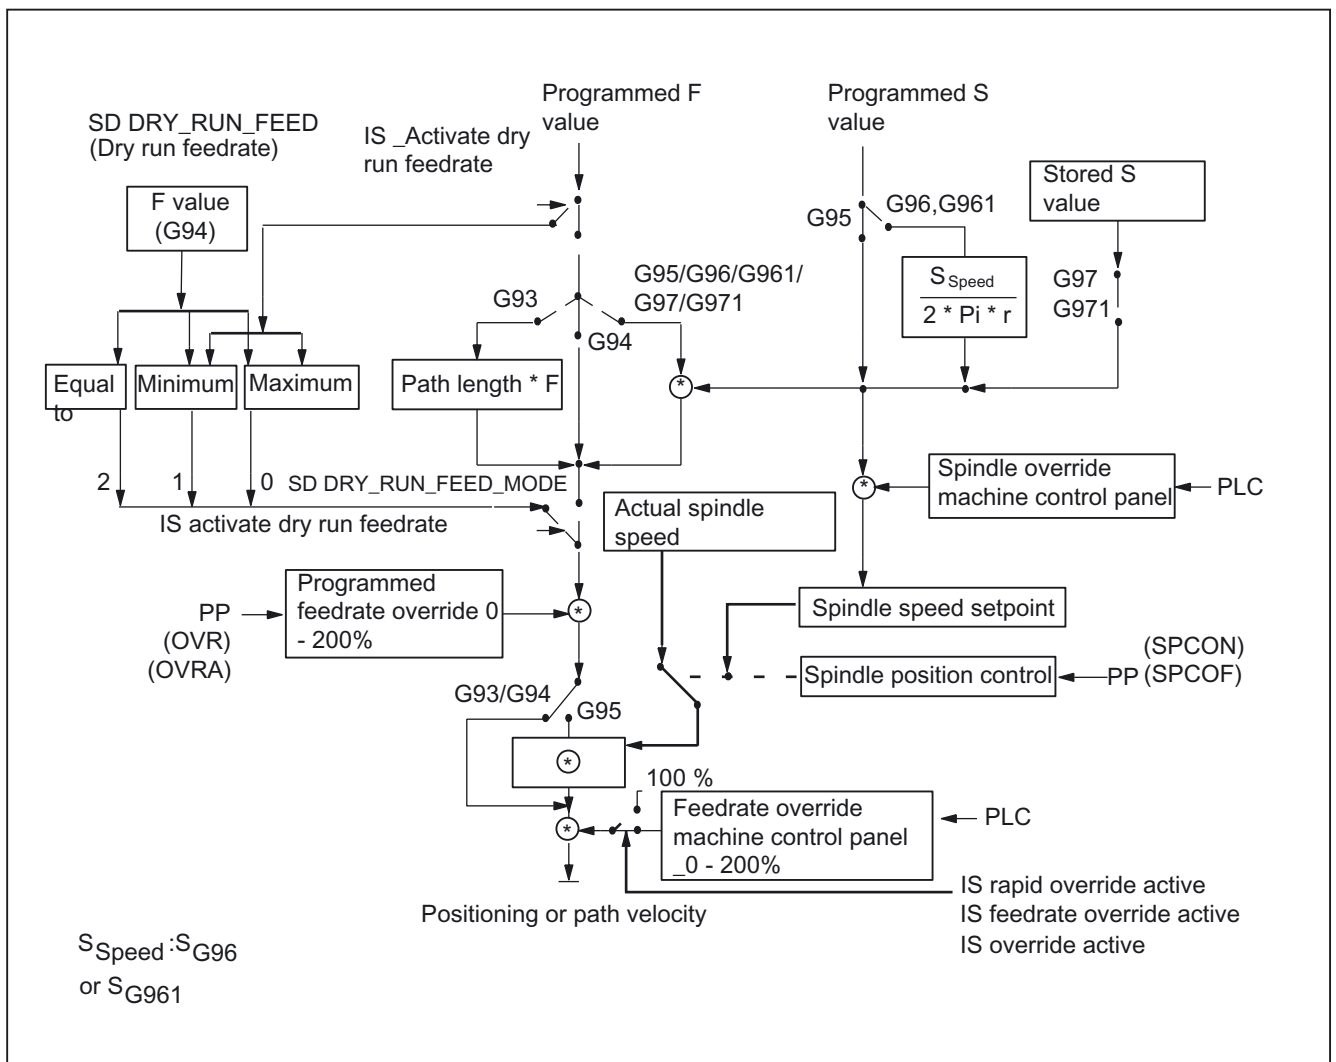 Programmed F
value
Programmed S
value
SD DRY_RUN_FEED
(Dry run feedrate)
IS _Activate dry
run feedrate
Stored S
value
F value
(G94)
G95
G96,G961
G93
G95/G96/G961/
G97/G971
G94
S Speed
2 * Pi * r
G97
G971
Equal
to
Minimum
Maximum
Path length * F
*
2
1
0
SD DRY_RUN_FEED_MODE
IS activate dry run feedrate
Actual spindle
speed
*
Spindle override
machine control panel
PLC
PP
(OVR)
(OVRA)
Programmed
feedrate override 0
- 200%
*
Spindle speed setpoint
Spindle position control
PP
(SPCON)
(SPCOF)
G93/G94
G95
*
100 %
*
Feedrate override
machine control panel
_0 - 200%
PLC
IS rapid override active
IS feedrate override active
IS override active
Positioning or path velocity
SSpeed :SG96
or SG961